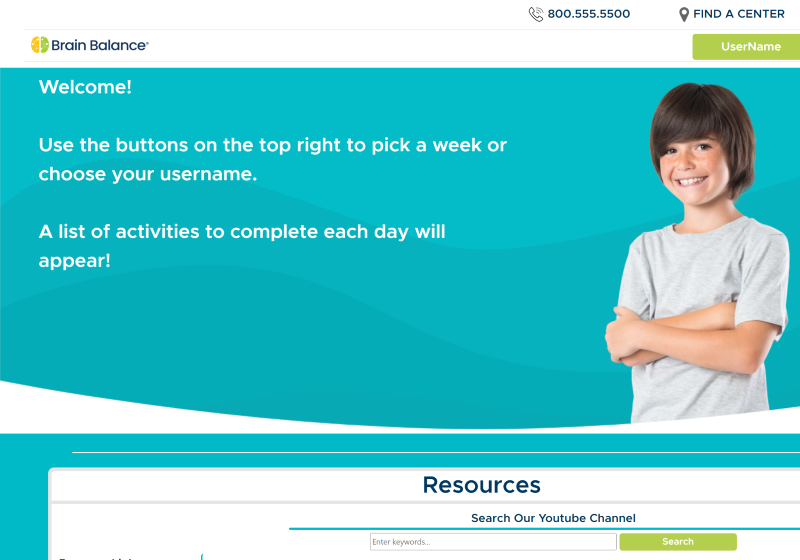 800.555.5500
FIND A CENTER
Brain Balance®
UserName
Welcome!
Use the buttons on the top right to pick a week or
choose your username.
A list of activities to complete each day will
appear!
Resources
Search Our Youtube Channel
Enter keywords...
Search